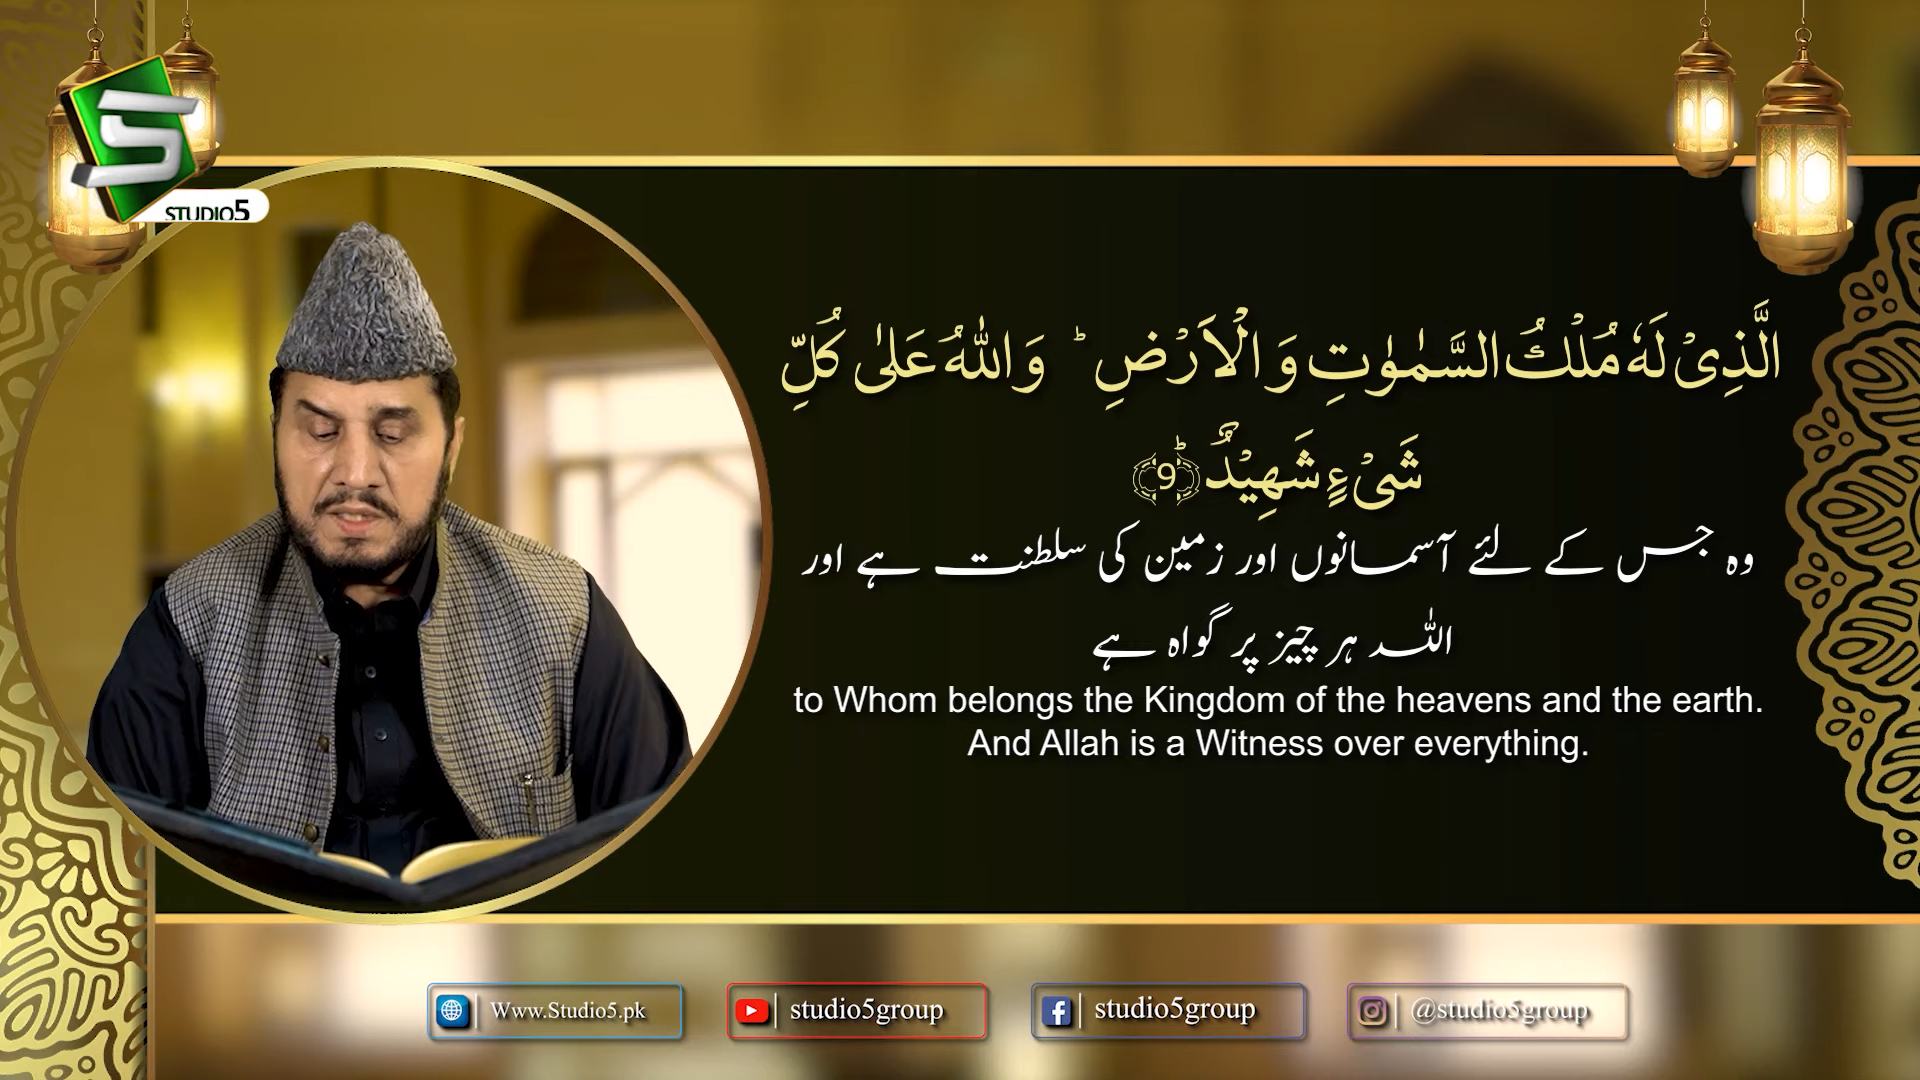 STUDIO5
الَّذِیْ لَهٗ مُلْكُ السَّمٰوٰتِ وَ الْاَرْضِ ؕ وَ اللّٰهُ عَلٰى كُلِّ
شَیْءٍ شَهِیْدٌ ؕ﴿9﴾
وہ جس کے لئے آسمانوں اور زمین کی سلطنت ہے اور
اللہ ہر چیز پر گواہ ہے
to Whom belongs the Kingdom of the heavens and the earth.
And Allah is a Witness over everything.
Www.Studio5.pk
studio5group
studio5group
@studio5group